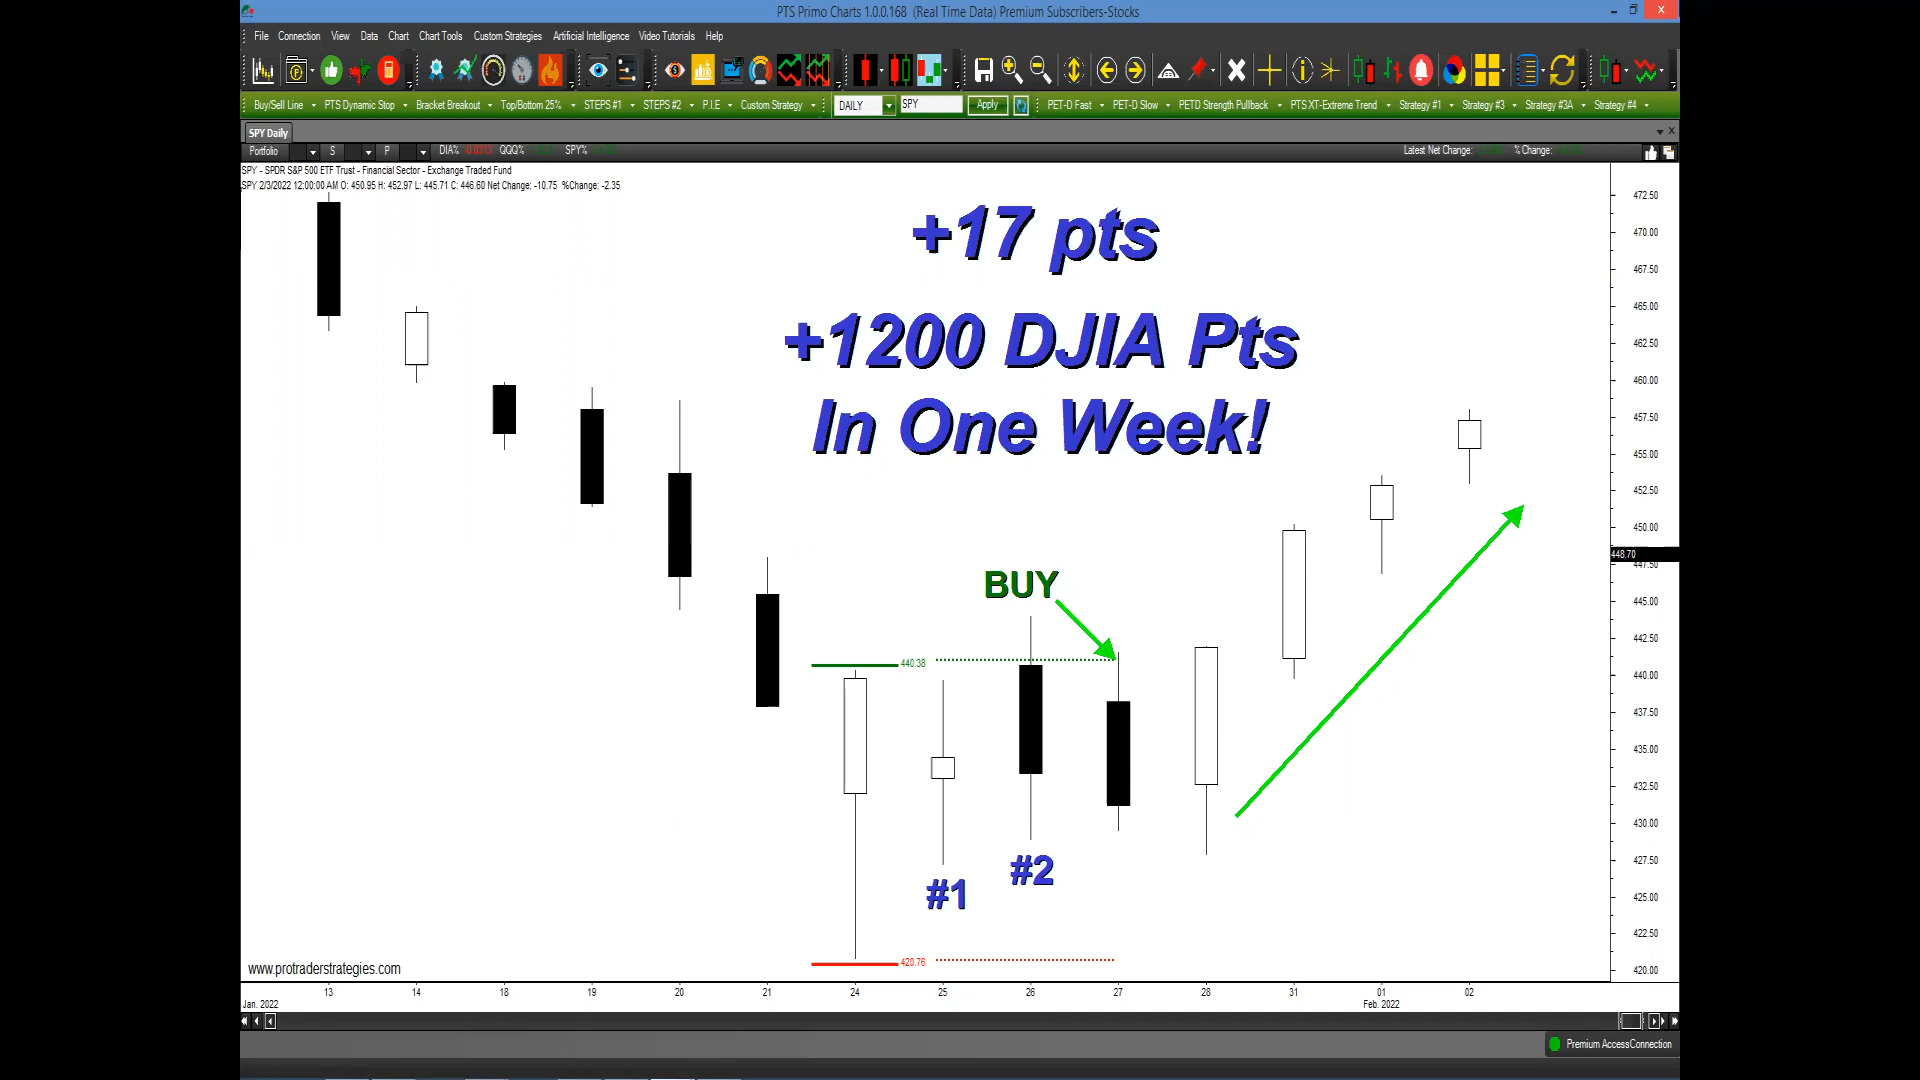 PTS Primo Charts 1.0.0.168 (Real Time Data) Premium Subscribers-Stocks
File Connection View Data Chart Chart Tools Custom Strategies Artificial Intelligence Video Tutorials Help
Buy/Sell Line PTS Dynamic Stop Bracket Breakout Top/Bottom 25% STEPS #1 STEPS #2 P.I.E Custom Strategy DAILY SPY Apply PET-D Fast PET-D Slow PETD Strength Pullback PTS XT-Extreme Trend Strategy #1 Strategy #3 Strategy #3A Strategy #4
SPY Daily
Portfolio S P DIA% QQQ% SPY% Latest Net Change: % Change:
SPY - SPDR S&P 500 ETF Trust - Financial Sector - Exchange Traded Fund
SPY 2/3/2022 12:00:00 AM O: 450.95 H: 452.97 L: 445.71 C: 446.60 Net Change: -10.75 %Change: -2.35
+17 pts
+1200 DJIA Pts
In One Week!
472.50
470.00
467.50
465.00
462.50
460.00
457.50
455.00
452.50
450.00
448.70
447.50
445.00
442.50
440.00
437.50
435.00
432.50
430.00
427.50
425.00
422.50
420.00
BUY
440.38
#2
#1
420.76
www.protraderstrategies.com
13 14 18 19 20 21 24 25 26 27 28 31 01 02
Jan. 2022 Feb. 2022
Premium AccessConnection